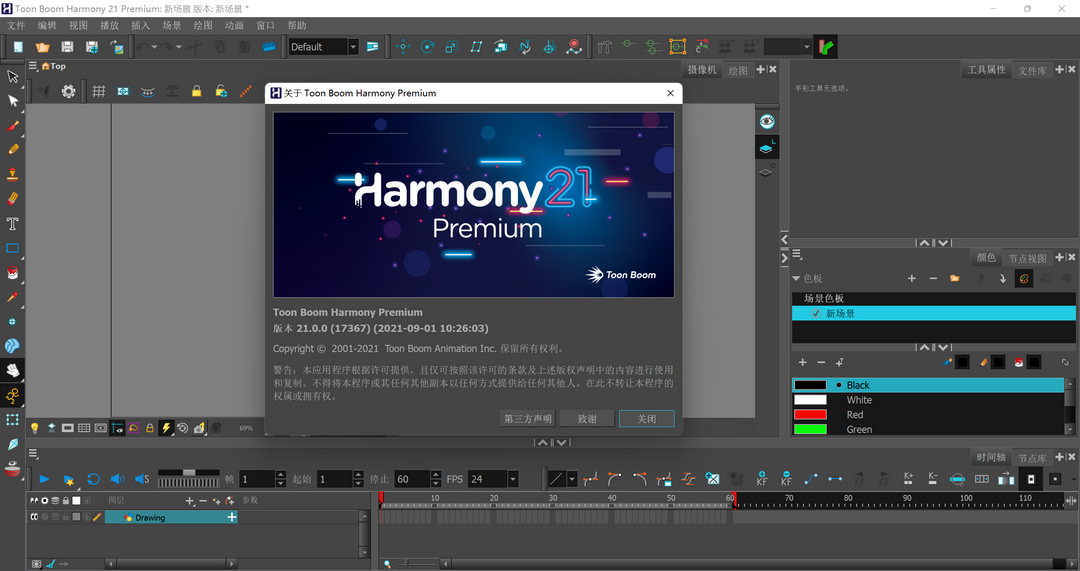 Toon Boom Harmony 21 Premium: 新场景 版本: 新场景 *
文件 编辑 视图 播放 插入 场景 绘图 动画 窗口 帮助
Default
Top
摄像机 绘图
工具属性 文件库
手形工具无选项。
关于 Toon Boom Harmony Premium
Harmony 21
Premium
Toon Boom
Toon Boom Harmony Premium
版本 21.0.0 (17367) (2021-09-01 10:26:03)
Copyright © 2001-2021 Toon Boom Animation Inc. 保留所有权利。
警告: 本应用程序根据许可提供，且仅可按照该许可的条款及上述版权声明中的内容进行使用
和复制。不得将本程序或其任何其他副本以任何方式提供给任何其他人。在此不转让本程序的
权属或拥有权。
第三方声明 致谢 关闭
颜色 节点视图
色板
场景色板
新场景
Black
White
Red
Green
69%
时间轴 节点库
帧 1 起始 1 停止 60 FPS 24
KF KF KF KF K± K-
图层 参数
10 20 30 40 50 60 70 80 90 100 110
Drawing